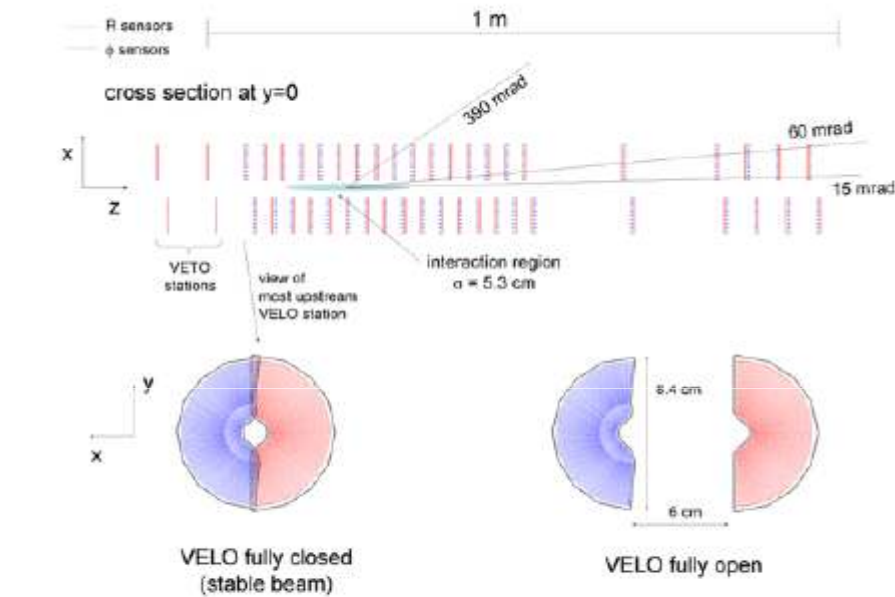 R sensors
ϕ sensors
1 m
cross section at y=0
390 mrad
60 mrad
15 mrad
x
z
VETO
stations
view of
most upstream
VELO station
interaction region
σ = 5.3 cm
y
x
8.4 cm
6 cm
VELO fully closed
(stable beam)
VELO fully open